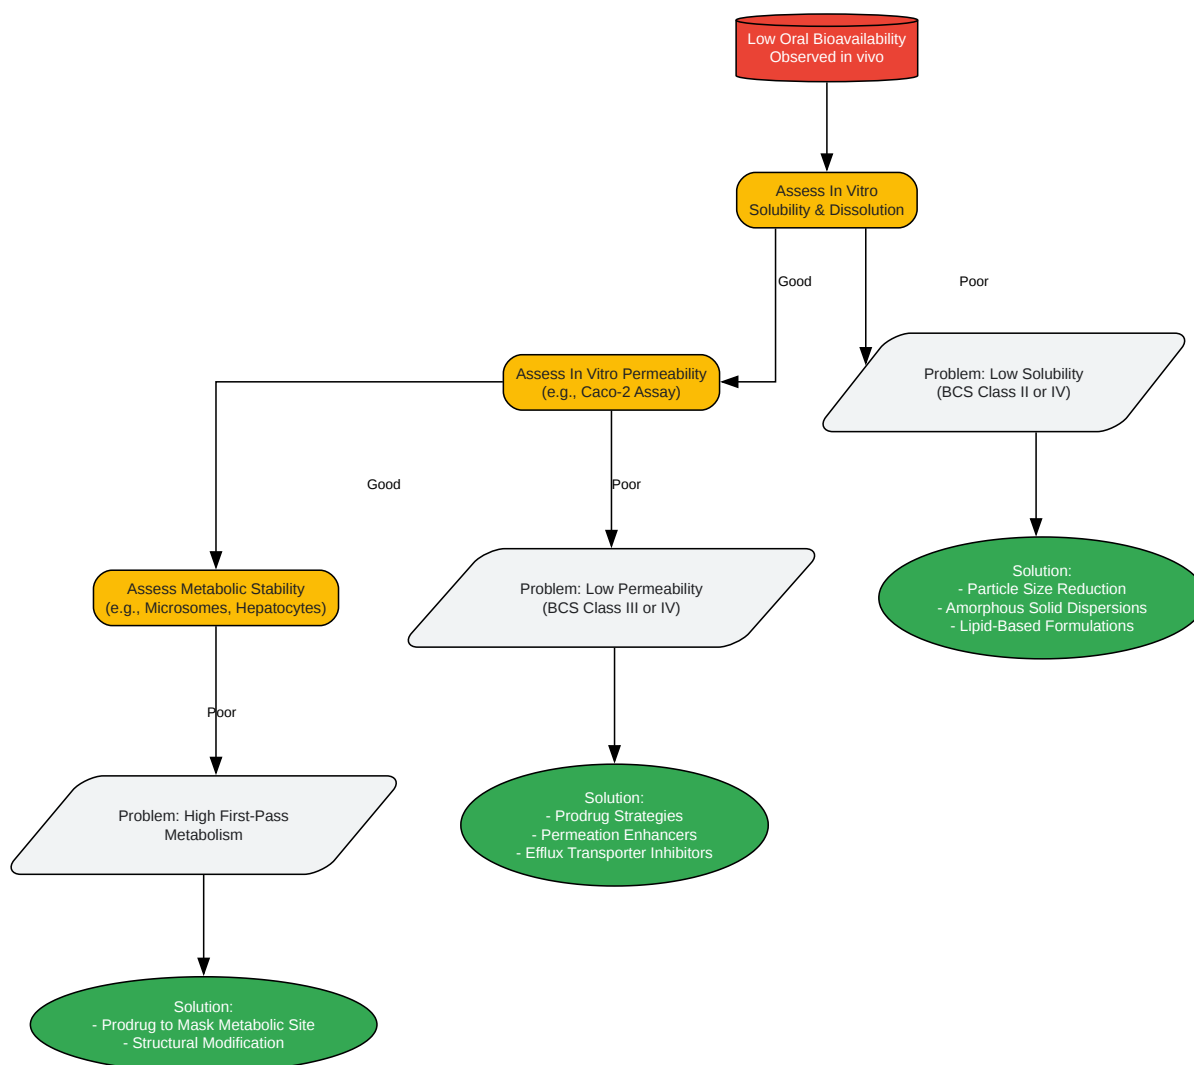 Low Oral Bioavailability
Observed in vivo
Assess In Vitro
Solubility & Dissolution
Good
Poor
Assess In Vitro Permeability
(e.g., Caco-2 Assay)
Problem: Low Solubility
(BCS Class II or IV)
Good
Poor
Assess Metabolic Stability
(e.g., Microsomes, Hepatocytes)
Problem: Low Permeability
(BCS Class III or IV)
Solution:
- Particle Size Reduction
- Amorphous Solid Dispersions
- Lipid-Based Formulations
Poor
Problem: High First-Pass
Metabolism
Solution:
- Prodrug Strategies
- Permeation Enhancers
- Efflux Transporter Inhibitors
Solution:
- Prodrug to Mask Metabolic Site
- Structural Modification